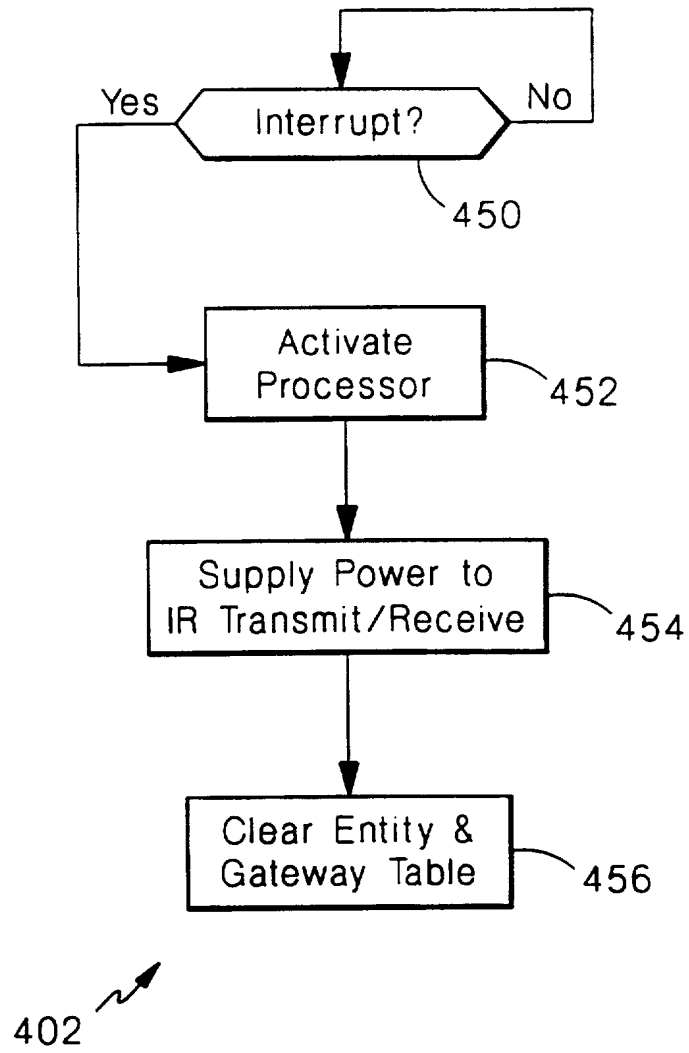 Yes
Interrupt?
No
450
Activate
Processor
452
Supply Power to
IR Transmit/Receive
454
Clear Entity &
Gateway Table
456
402